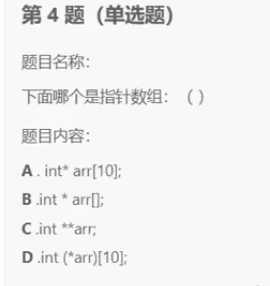 第 4 题（单选题）
题目名称：
下面哪个是指针数组：（ ）
题目内容：
A . int* arr[10];
B .int * arr[];
C .int **arr;
D .int (*arr)[10];